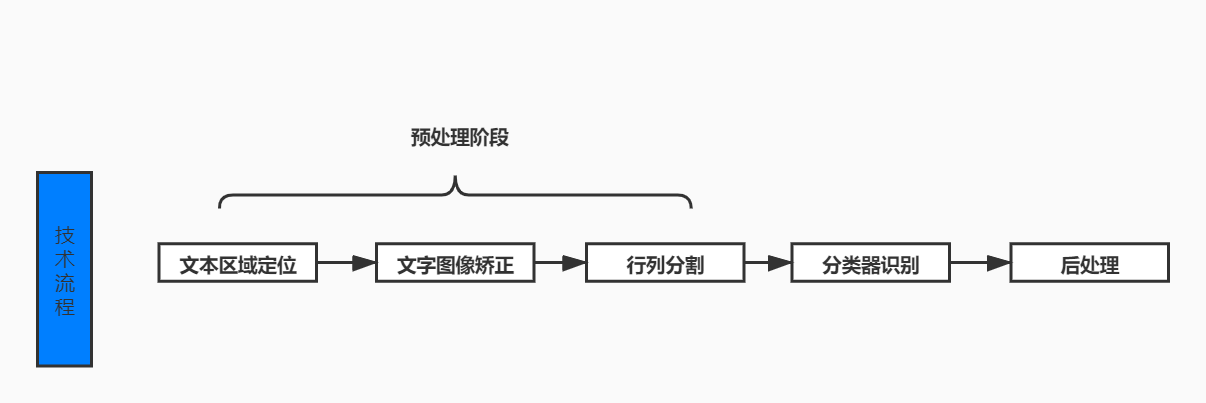 预处理阶段
技术流程
文本区域定位
文字图像矫正
行列分割
分类器识别
后处理